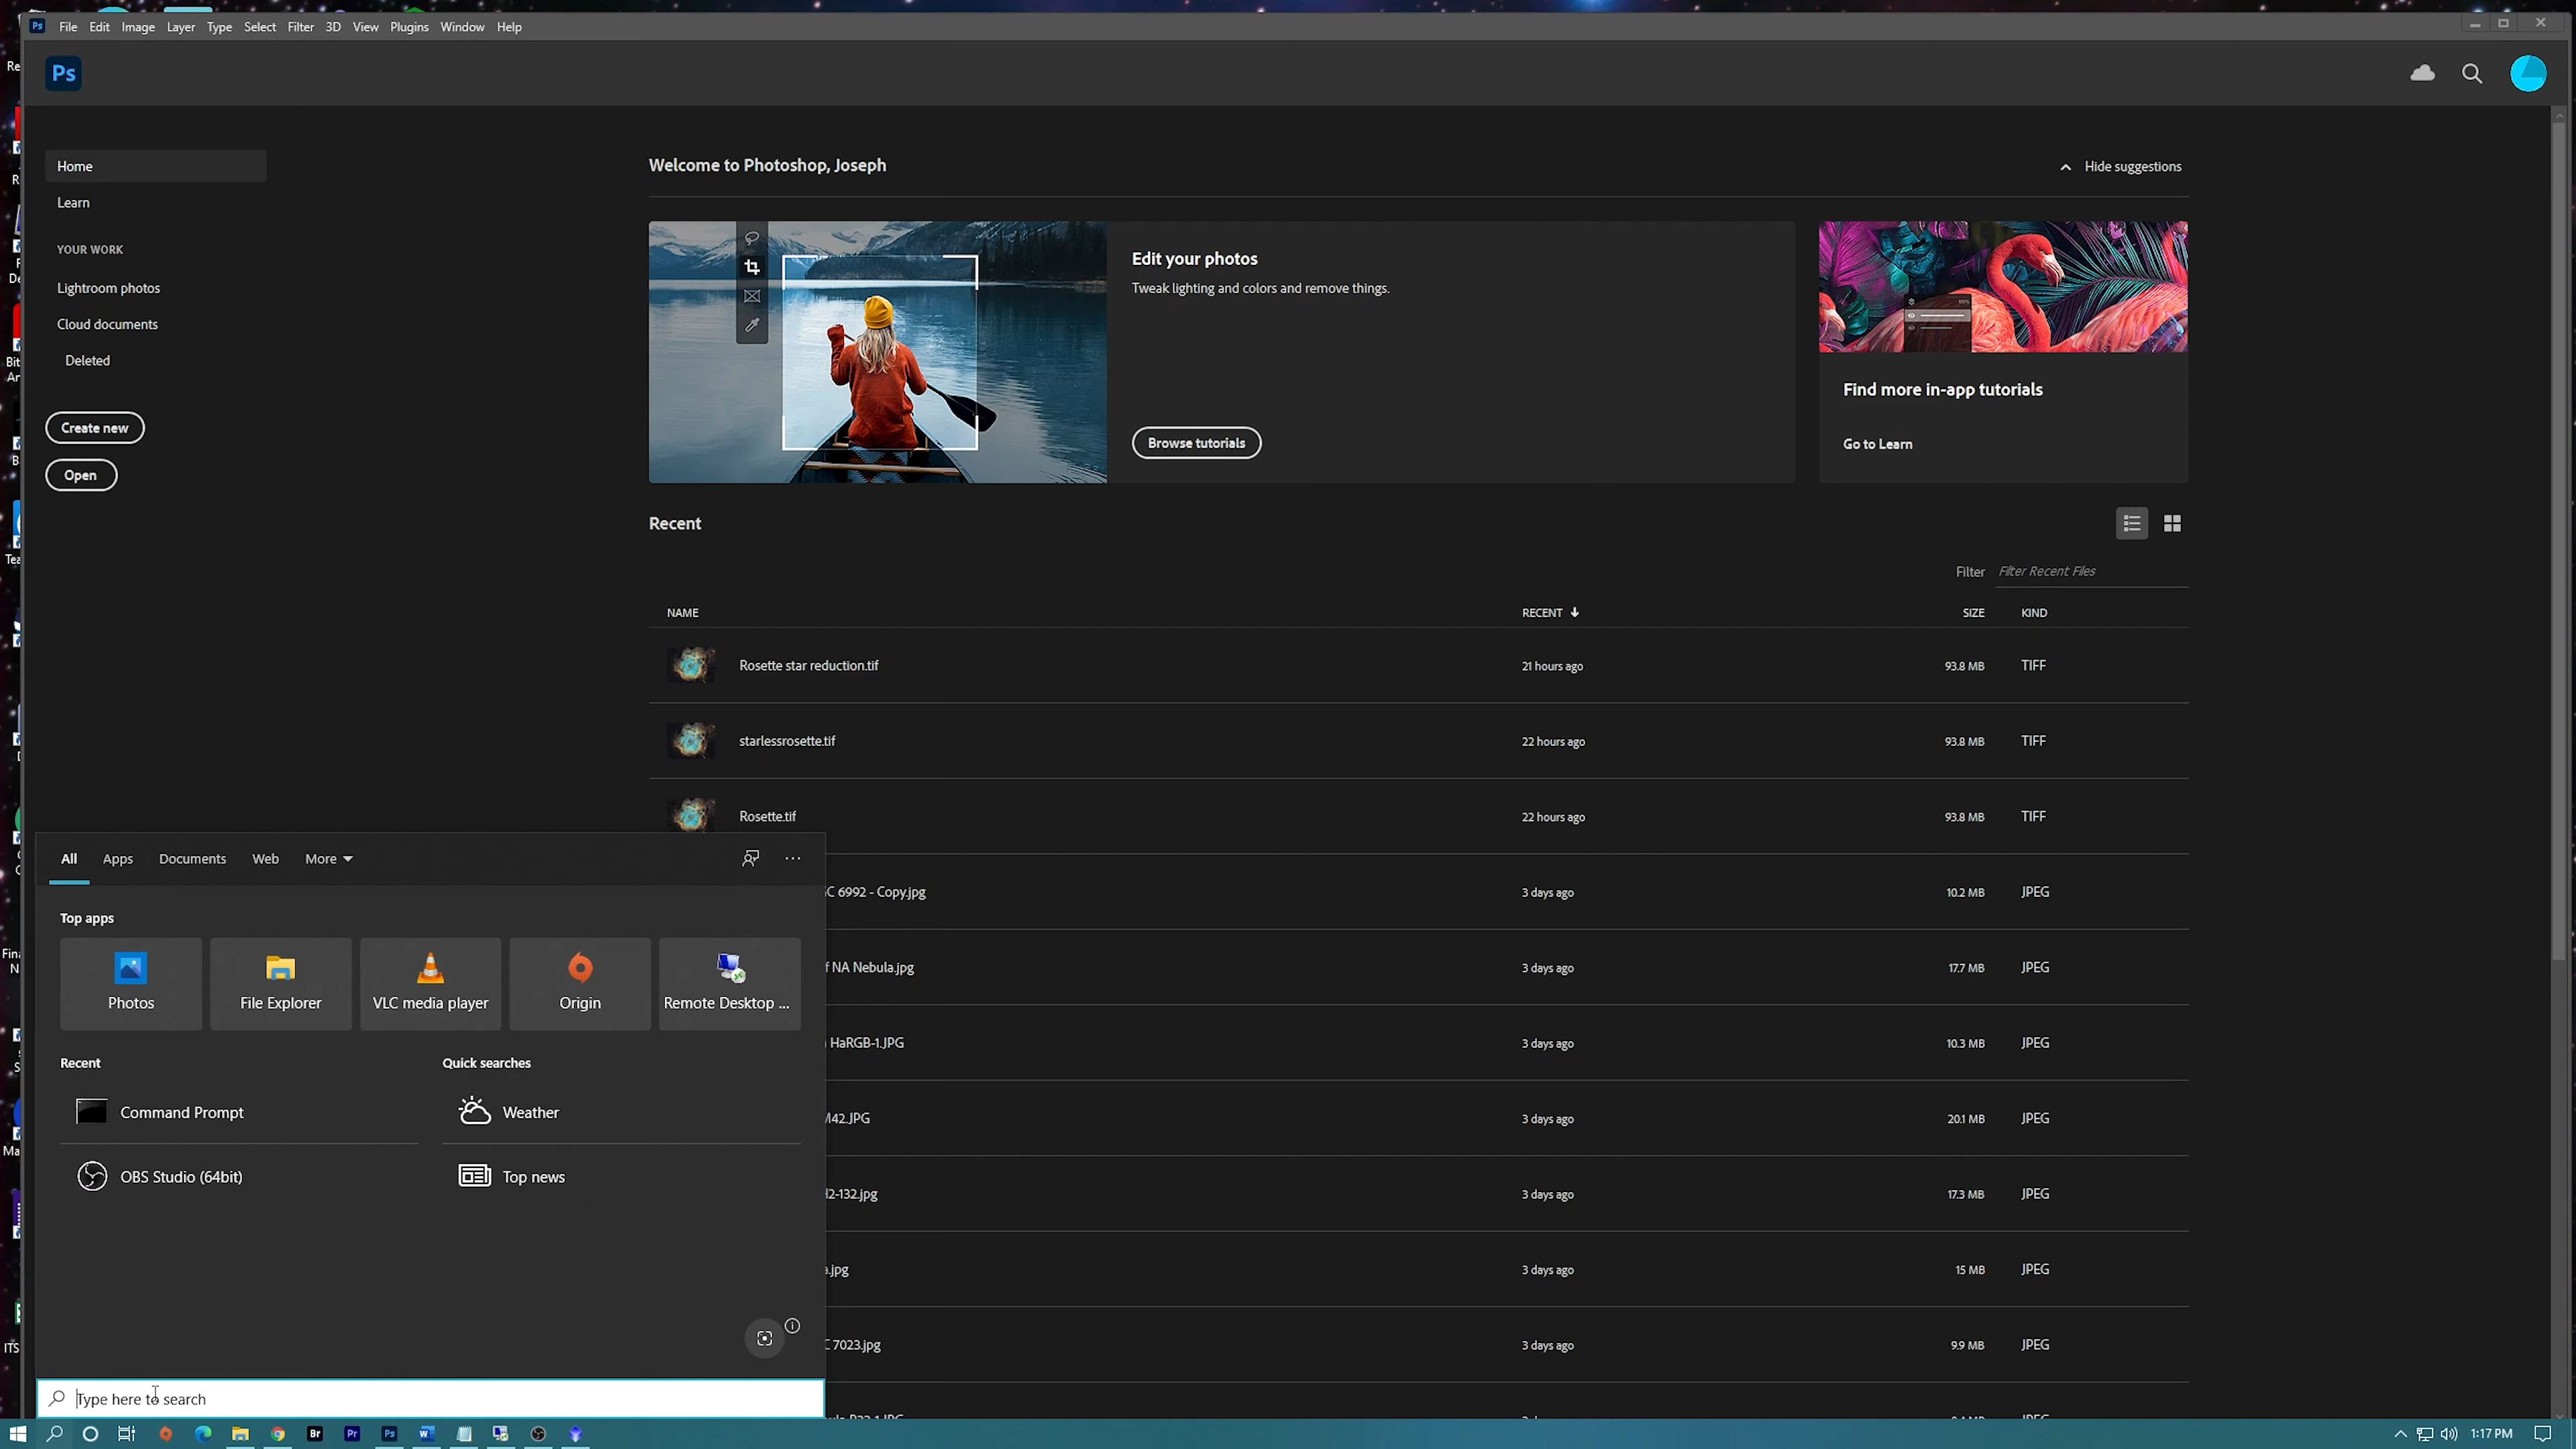 Ps File Edit Image Layer Type Select Filter 3D View Plugins Window Help
Ps
Home
Learn
YOUR WORK
Lightroom photos
Cloud documents
Deleted
Create new
Open
Welcome to Photoshop, Joseph
Hide suggestions
Edit your photos
Tweak lighting and colors and remove things.
Browse tutorials
Find more in-app tutorials
Go to Learn
Recent
Filter Filter Recent Files
NAME RECENT SIZE KIND
Rosette star reduction.tif 21 hours ago 93.8 MB TIFF
starlessrosette.tif 22 hours ago 93.8 MB TIFF
Rosette.tif 22 hours ago 93.8 MB TIFF
C 6992 - Copy.jpg 3 days ago 10.2 MB JPEG
f NA Nebula.jpg 3 days ago 17.7 MB JPEG
HaRGB-1.JPG 3 days ago 10.3 MB JPEG
M42.JPG 3 days ago 20.1 MB JPEG
2-132.jpg 3 days ago 17.3 MB JPEG
a.jpg 3 days ago 15 MB JPEG
C 7023.jpg 3 days ago 9.9 MB JPEG
All Apps Documents Web More
Top apps
Photos File Explorer VLC media player Origin Remote Desktop ...
Recent Quick searches
Command Prompt Weather
OBS Studio (64bit) Top news
Type here to search
Br Pr Ps 1:17 PM